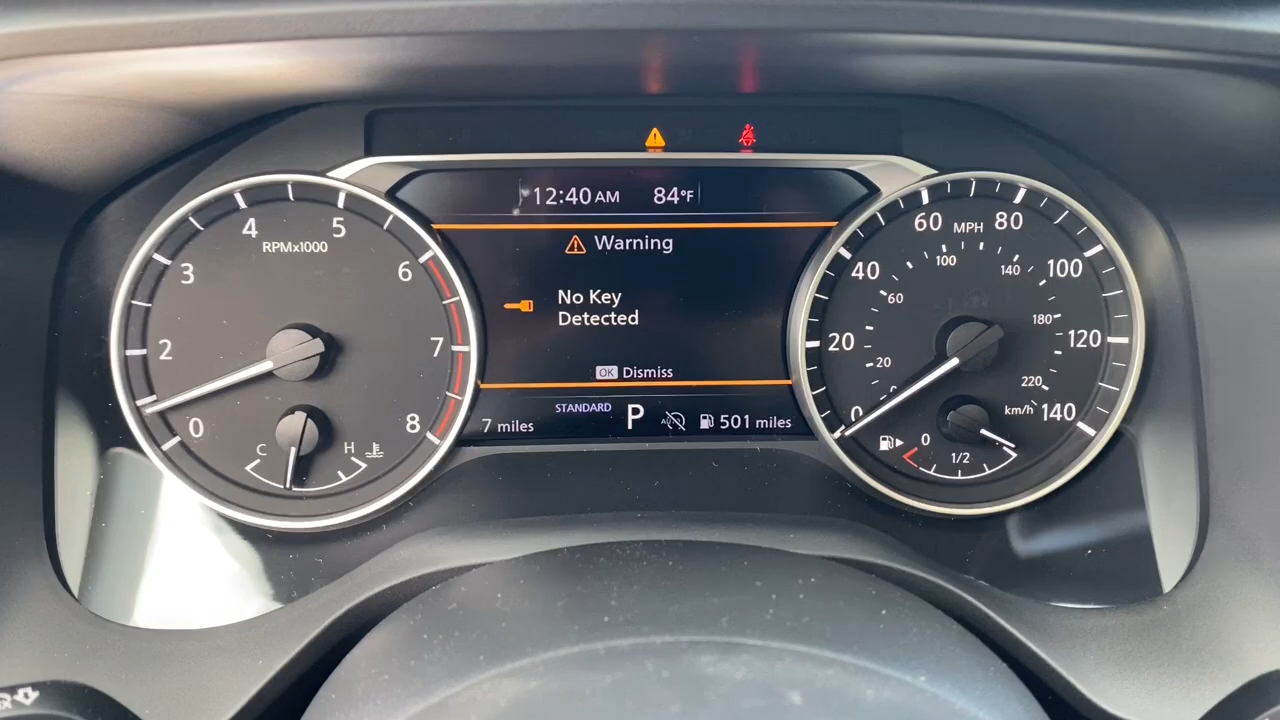 12:40 AM 84°F
Warning
No Key
Detected
OK Dismiss
STANDARD
7 miles P AUTO 501 miles
RPMx1000
0 2 3 4 5 6 7 8
C H
MPH
0 20 40 60 80 100 120 140
20 60 100 140 180 220
km/h
0 1/2